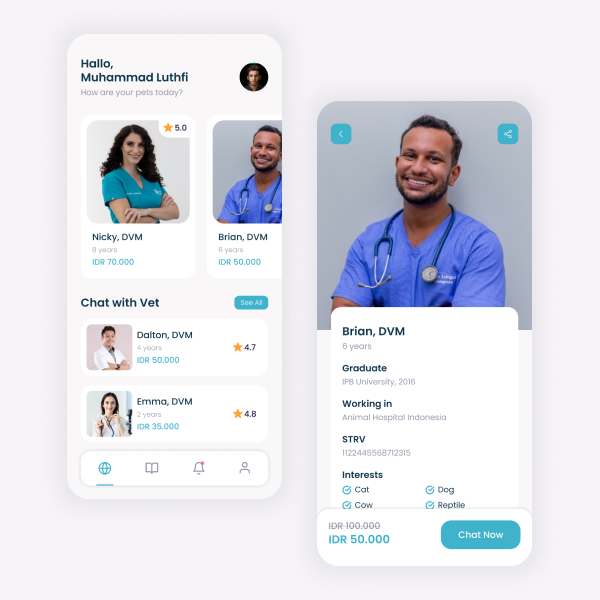 Hallo,
Muhammad Luthfi
How are your pets today?
5.0
Nicky, DVM
8 years
IDR 70.000
Brian, DVM
6 years
IDR 50.000
Chat with Vet
See All
Dalton, DVM
4 years
IDR 50.000
4.7
Emma, DVM
2 years
IDR 35.000
4.8
Brian, DVM
6 years
Graduate
IPB University, 2016
Working in
Animal Hospital Indonesia
STRV
1122445568712315
Interests
Cat
Dog
Cow
Reptile
IDR 100.000
IDR 50.000
Chat Now